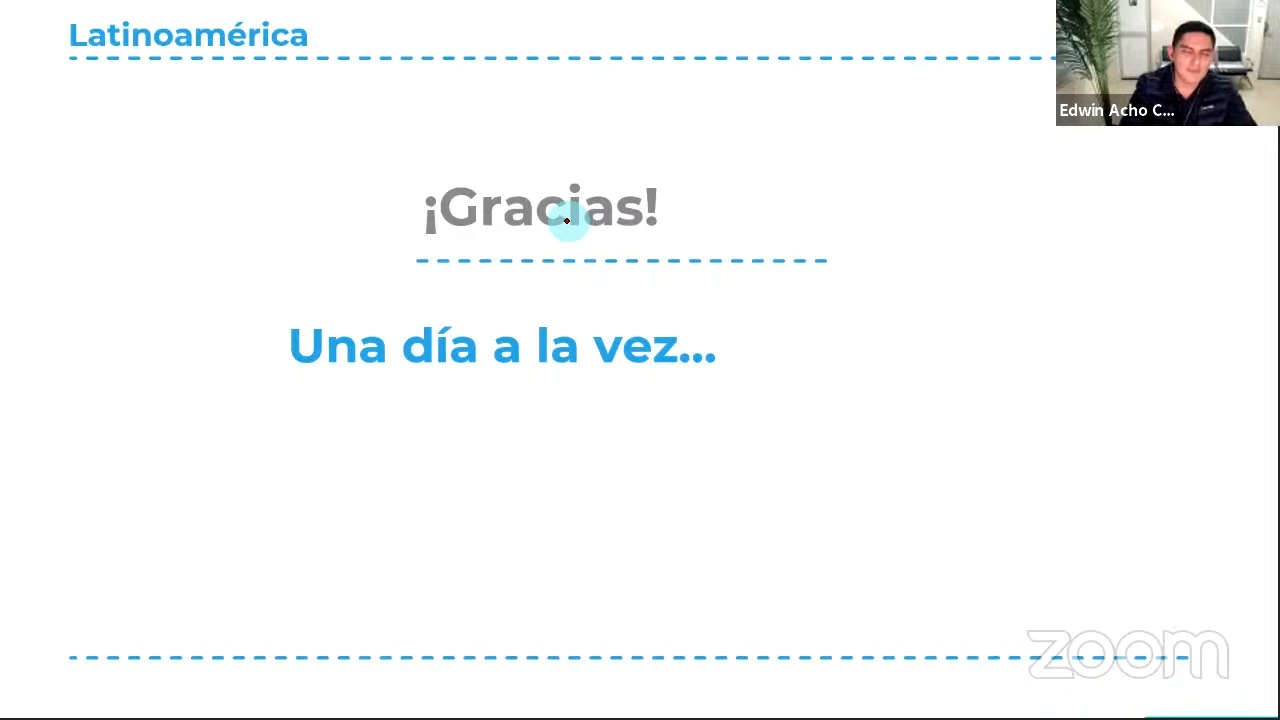 Latinoamérica
Edwin Acho C...
¡Gracias!
Una día a la vez...
zoom